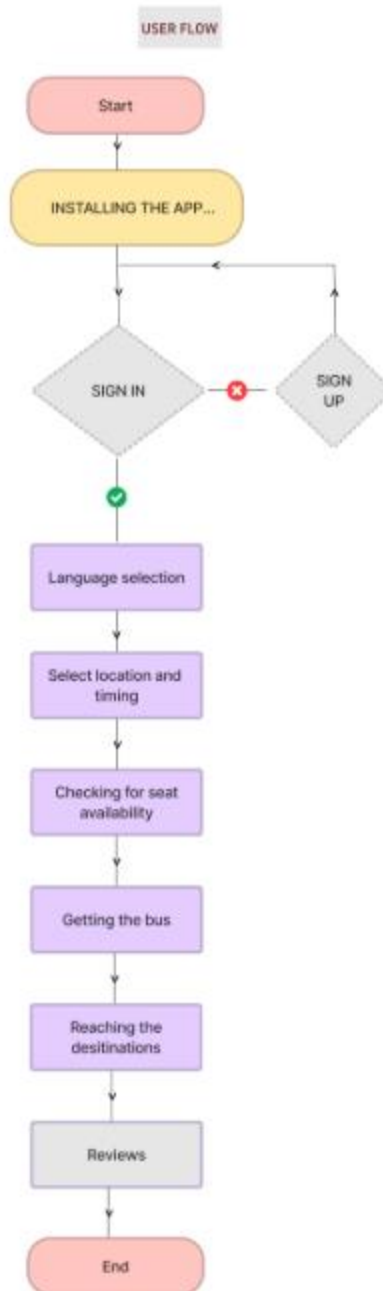 USER FLOW
Start
INSTALLING THE APP...
SIGN IN
SIGN
UP
Language selection
Select location and
timing
Checking for seat
availability
Getting the bus
Reaching the
desitinations
Reviews
End